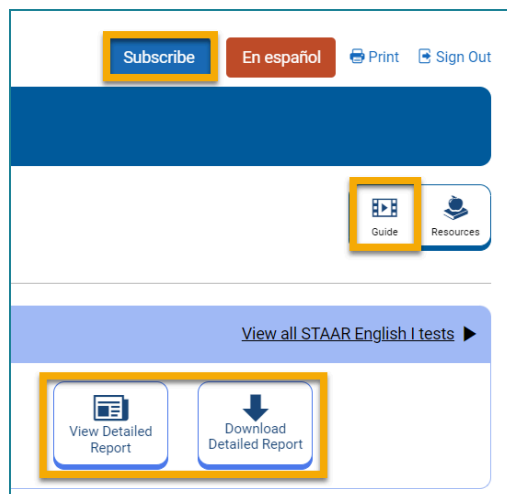 Subscribe
En español
Print
Sign Out
Guide
Resources
View all STAAR English I tests
View Detailed
Report
Download
Detailed Report